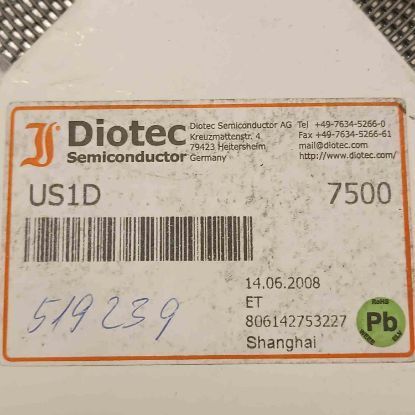 Diotec
Semiconductor
Diotec Semiconductor AG
Kreuzmattenstr. 4
79423 Heitersheim
Germany
Tel +49-7634-5266-0
Fax +49-7634-5266-61
mail@diotec.com
http://www.diotec.com/
US1D
7500
14.06.2008
ET
806142753227
Shanghai
519239
RoHS
Pb
WEEE ELV